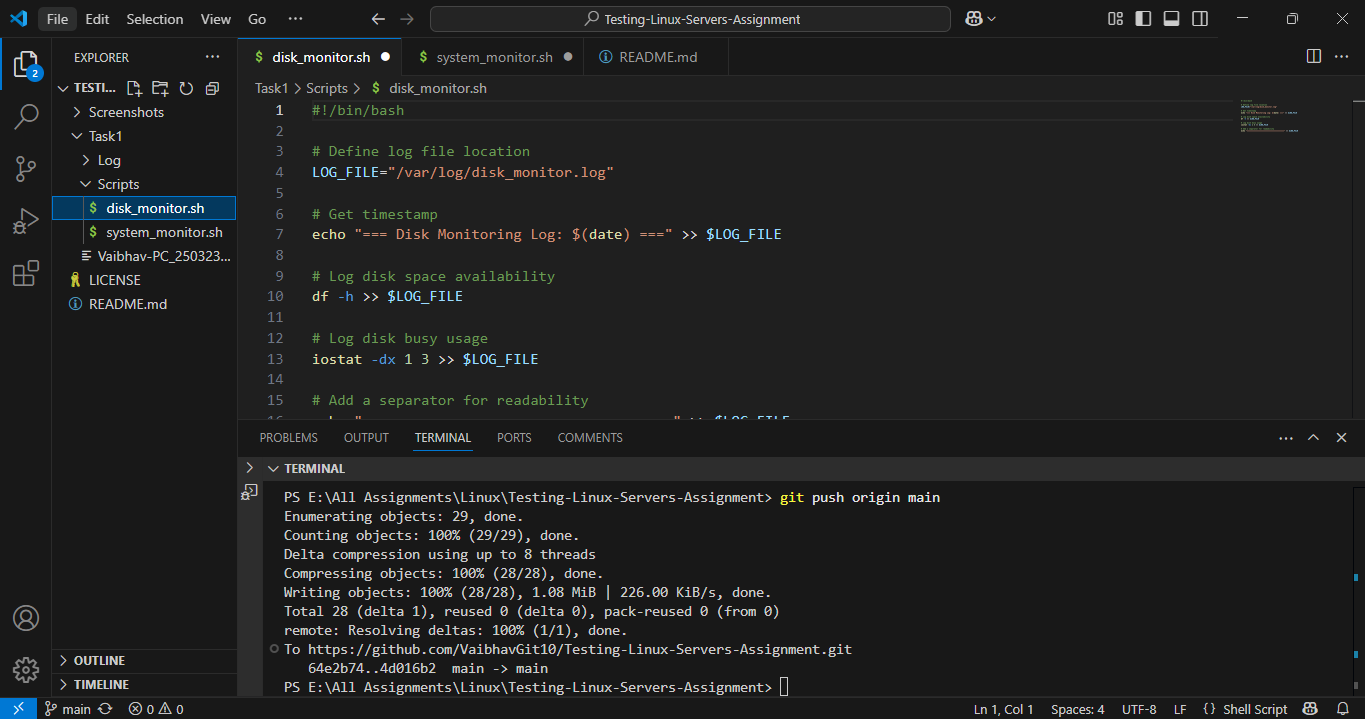 File Edit Selection View Go ··· Testing-Linux-Servers-Assignment
EXPLORER ···
TESTI...
Screenshots
Task1
Log
Scripts
$ disk_monitor.sh
$ system_monitor.sh
Vaibhav-PC_250323...
LICENSE
README.md
OUTLINE
TIMELINE
2
$ disk_monitor.sh $ system_monitor.sh README.md
Task1 > Scripts > $ disk_monitor.sh
1 #!/bin/bash
2
3 # Define log file location
4 LOG_FILE="/var/log/disk_monitor.log"
5
6 # Get timestamp
7 echo "=== Disk Monitoring Log: $(date) ===" >> $LOG_FILE
8
9 # Log disk space availability
10 df -h >> $LOG_FILE
11
12 # Log disk busy usage
13 iostat -dx 1 3 >> $LOG_FILE
14
15 # Add a separator for readability
PROBLEMS OUTPUT TERMINAL PORTS COMMENTS
TERMINAL
PS E:\All Assignments\Linux\Testing-Linux-Servers-Assignment> git push origin main
Enumerating objects: 29, done.
Counting objects: 100% (29/29), done.
Delta compression using up to 8 threads
Compressing objects: 100% (28/28), done.
Writing objects: 100% (28/28), 1.08 MiB | 226.00 KiB/s, done.
Total 28 (delta 1), reused 0 (delta 0), pack-reused 0 (from 0)
remote: Resolving deltas: 100% (1/1), done.
To https://github.com/VaibhavGit10/Testing-Linux-Servers-Assignment.git
64e2b74..4d016b2 main -> main
PS E:\All Assignments\Linux\Testing-Linux-Servers-Assignment>
main 0 0 Ln 1, Col 1 Spaces: 4 UTF-8 LF {} Shell Script